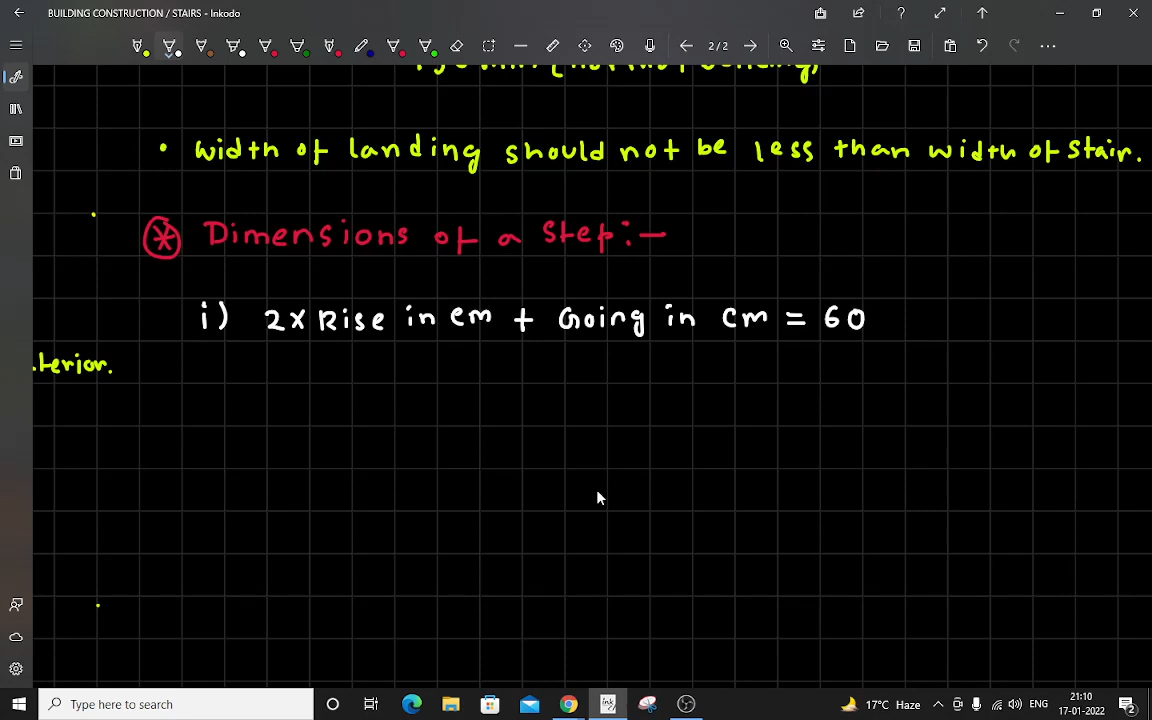 BUILDING CONSTRUCTION / STAIRS - Inkodo
2/2
• width of landing should not be less than width of stair.
Dimensions of a Step:-
i) 2 x Rise in cm + Going in cm = 60
terior.
Type here to search
17°C Haze
ENG
21:10
17-01-2022
2